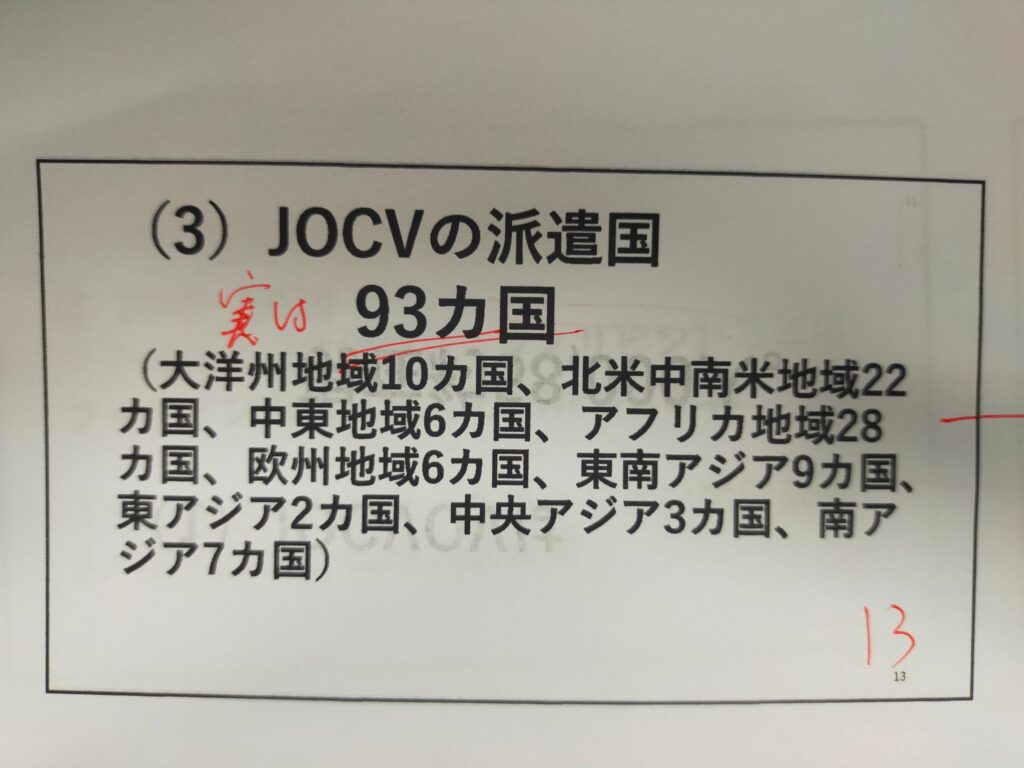 （3）JOCVの派遣国
実は 93カ国
（大洋州地域10カ国、北米中南米地域22
カ国、中東地域6カ国、アフリカ地域28
カ国、欧州地域6カ国、東南アジア9カ国、
東アジア2カ国、中央アジア3カ国、南ア
ジア7カ国）
13
13